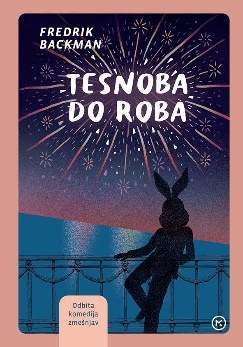 FREDRIK
BACKMAN
TESNOBA
DO ROBA
Odbita
komedija
zmešnjav